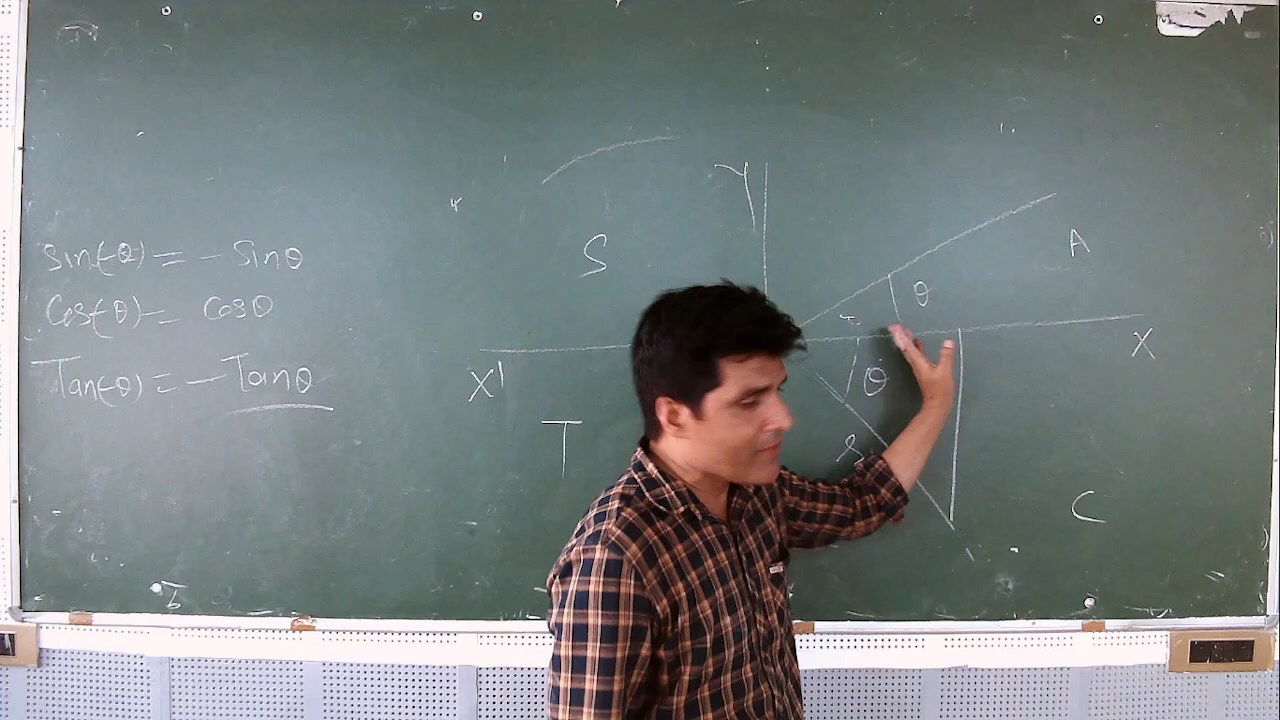 Sin(-θ) = - Sinθ
Cos(-θ) = Cosθ
Tan(-θ) = - Tanθ
Y
S
A
θ
X'
X
θ
T
C